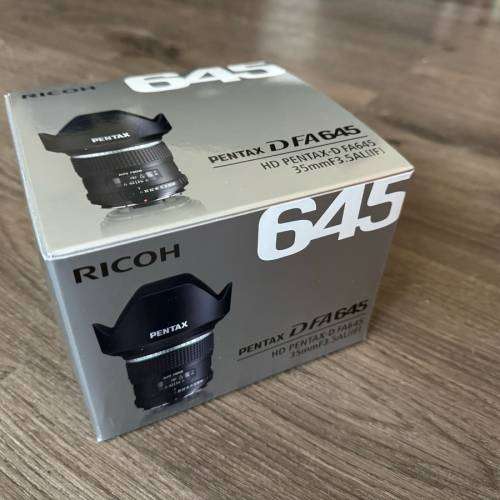 RICOH
645
PENTAX
PENTAX D FA645
HD PENTAX-D FA645
35mmF3.5AL[IF]
RICOH
645
PENTAX
PENTAX D FA645
HD PENTAX-D FA645
35mmF3.5AL[IF]